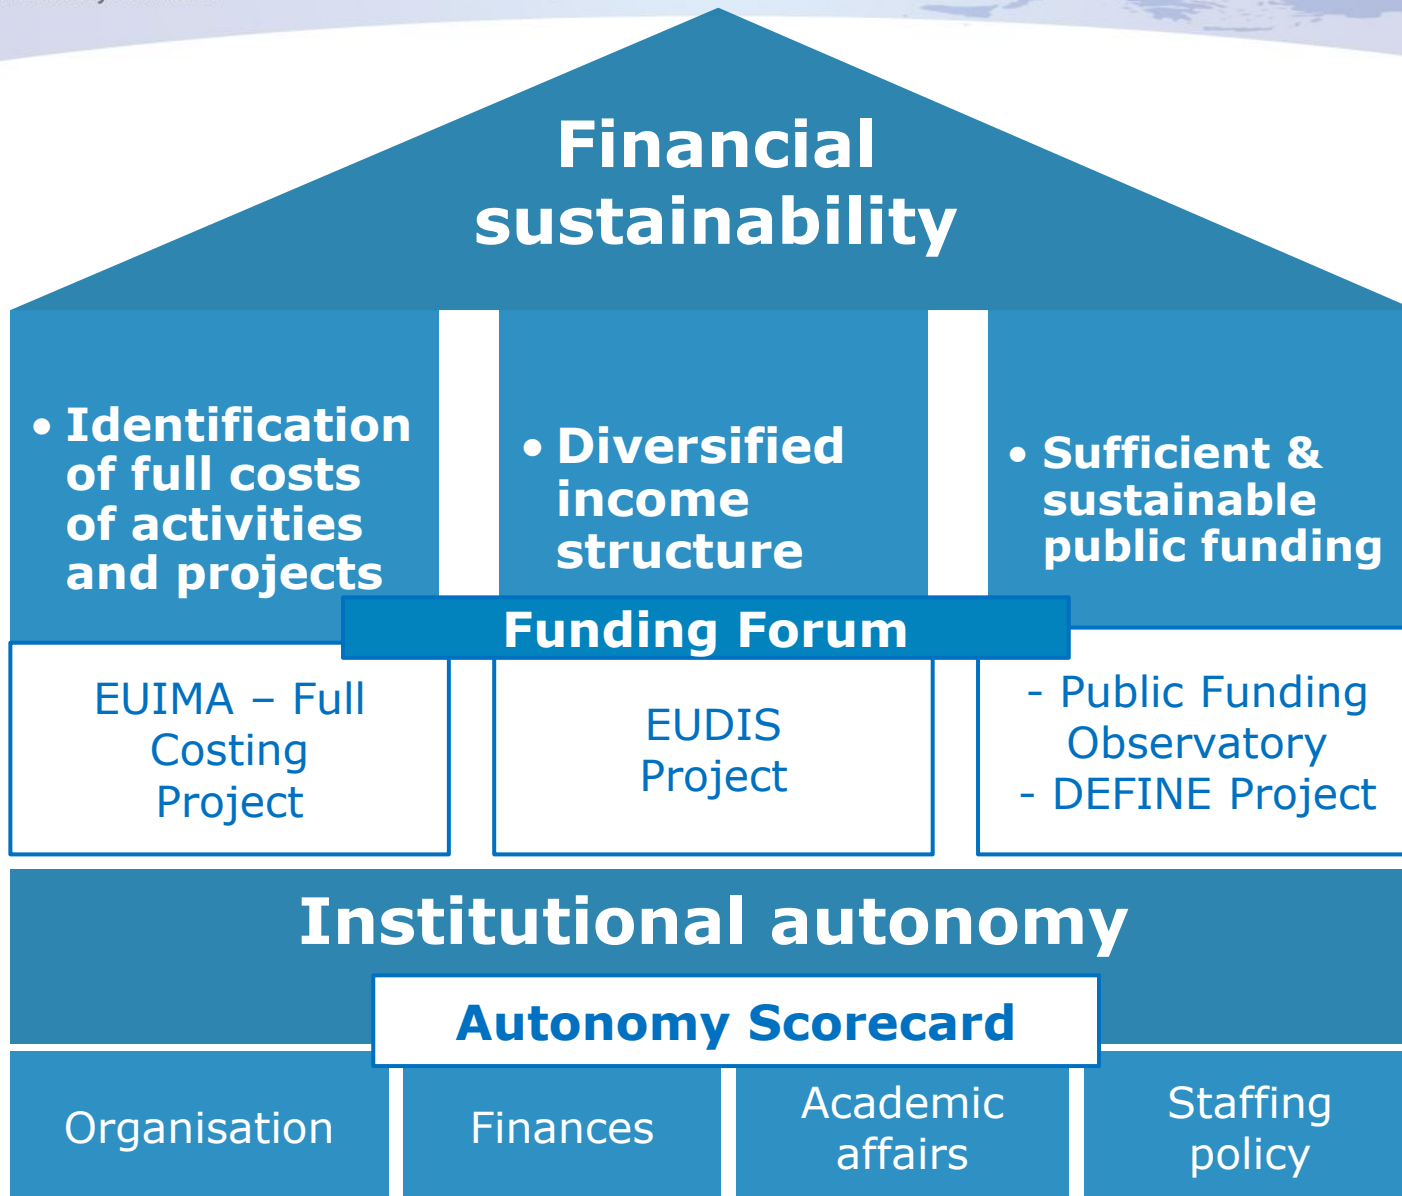 Financial
sustainability
• Identification
of full costs
of activities
and projects
• Diversified
income
structure
• Sufficient &
sustainable
public funding
Funding Forum
EUIMA – Full
Costing
Project
EUDIS
Project
- Public Funding
Observatory
- DEFINE Project
Institutional autonomy
Autonomy Scorecard
Organisation
Finances
Academic
affairs
Staffing
policy